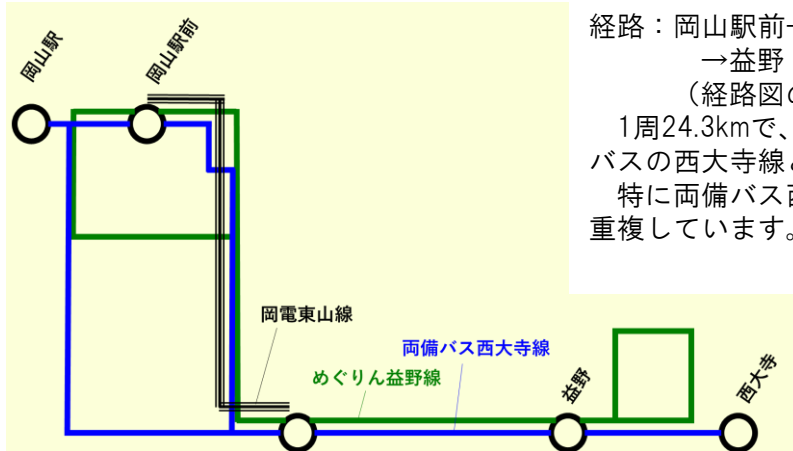 岡山駅
岡山駅前
経路：岡山駅前
→益野
（経路図の
1周24.3kmで、
バスの西大寺線
特に両備バス西
重複しています。
岡電東山線
両備バス西大寺線
めぐりん益野線
益野
西大寺